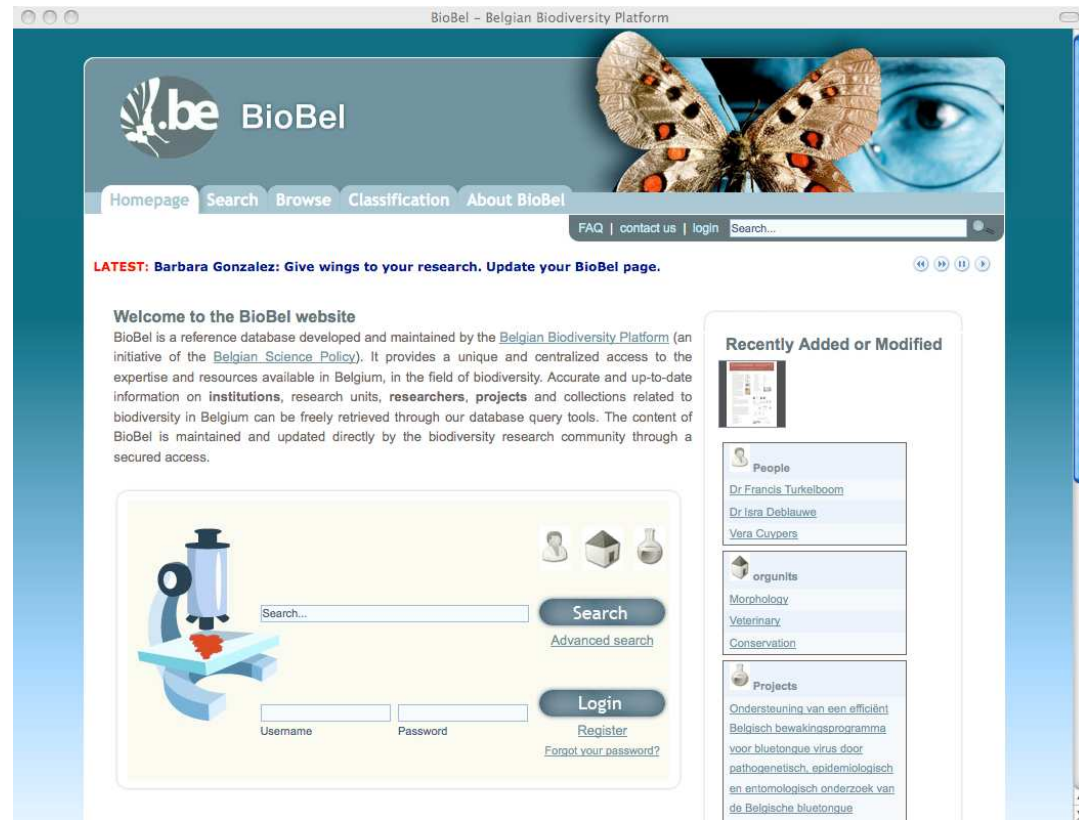 BioBel – Belgian Biodiversity Platform
.be BioBel
Homepage Search Browse Classification About BioBel
FAQ | contact us | login Search...
LATEST: Barbara Gonzalez: Give wings to your research. Update your BioBel page.
Welcome to the BioBel website
BioBel is a reference database developed and maintained by the Belgian Biodiversity Platform (an
initiative of the Belgian Science Policy). It provides a unique and centralized access to the
expertise and resources available in Belgium, in the field of biodiversity. Accurate and up-to-date
information on institutions, research units, researchers, projects and collections related to
biodiversity in Belgium can be freely retrieved through our database query tools. The content of
BioBel is maintained and updated directly by the biodiversity research community through a
secured access.
Search...
Search
Advanced search
Login
Username Password
Register
Forgot your password?
Recently Added or Modified
People
Dr Francis Turkelboom
Dr Isra Deblauwe
Vera Cuypers
orgunits
Morphology
Veterinary
Conservation
Projects
Ondersteuning van een efficiënt
Belgisch bewakingsprogramma
voor bluetongue virus door
pathogenetisch, epidemiologisch
en entomologisch onderzoek van
de Belgische bluetongue